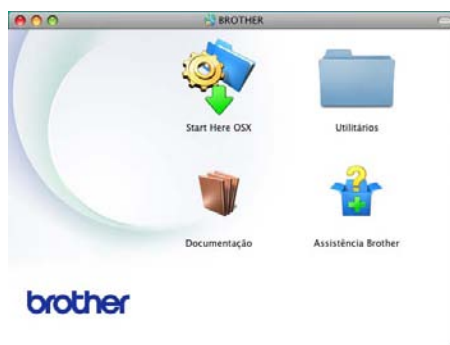 BROTHER
Start Here OSX
Utilitários
Documentação
Assistência Brother
brother